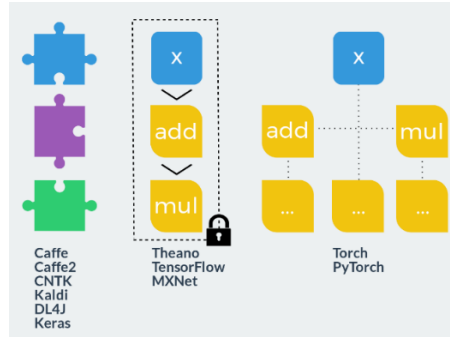 x
add
mul
x
add
mul
...
...
...
Caffe
Caffe2
CNTK
Kaldi
DL4J
Keras
Theano
TensorFlow
MXNet
Torch
PyTorch